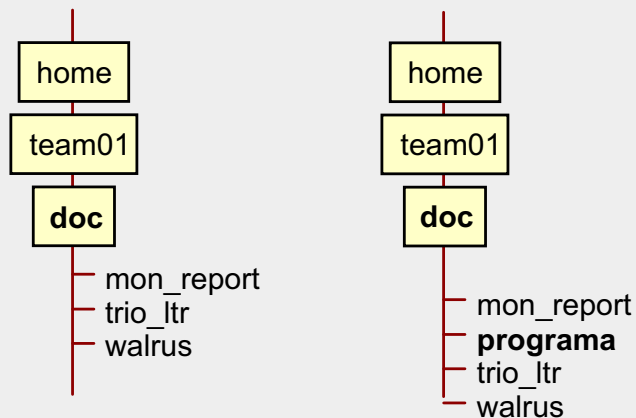 home
team01
doc
mon_report
trio_ltr
walrus
home
team01
doc
mon_report
programa
trio_ltr
walrus